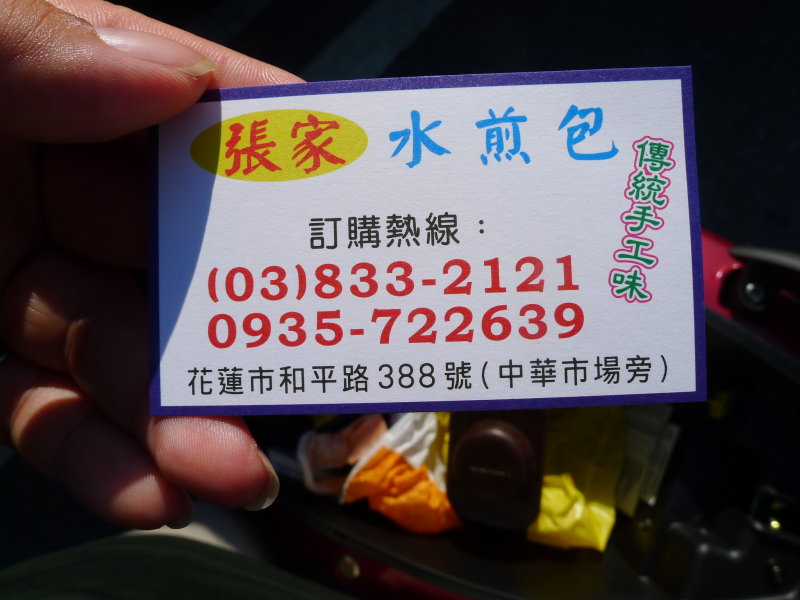 張家 水煎包
傳統手工味
訂購熱線：
(03)833-2121
0935-722639
花蓮市和平路388號(中華市場旁)